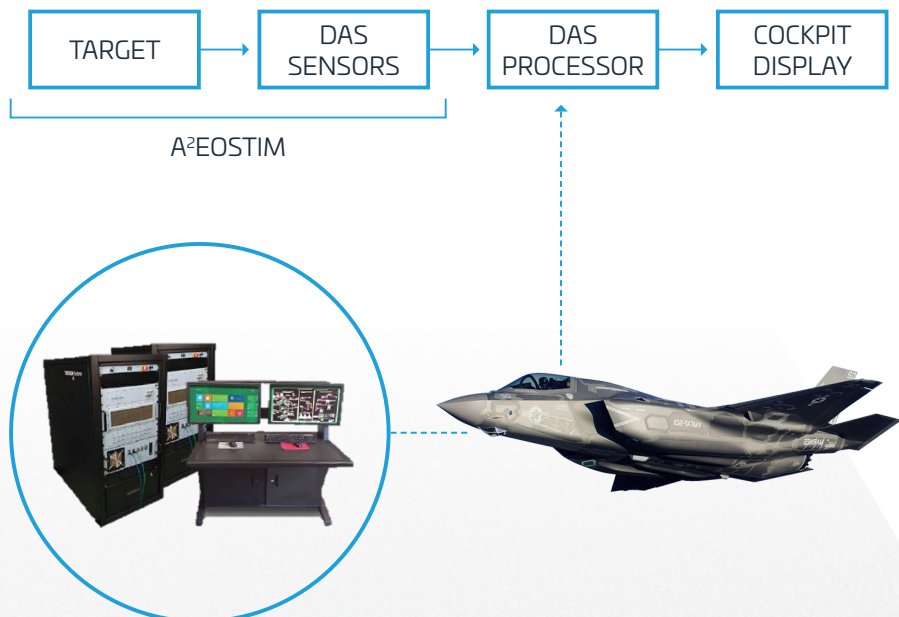 TARGET
DAS
SENSORS
DAS
PROCESSOR
COCKPIT
DISPLAY
A²EOSTIM